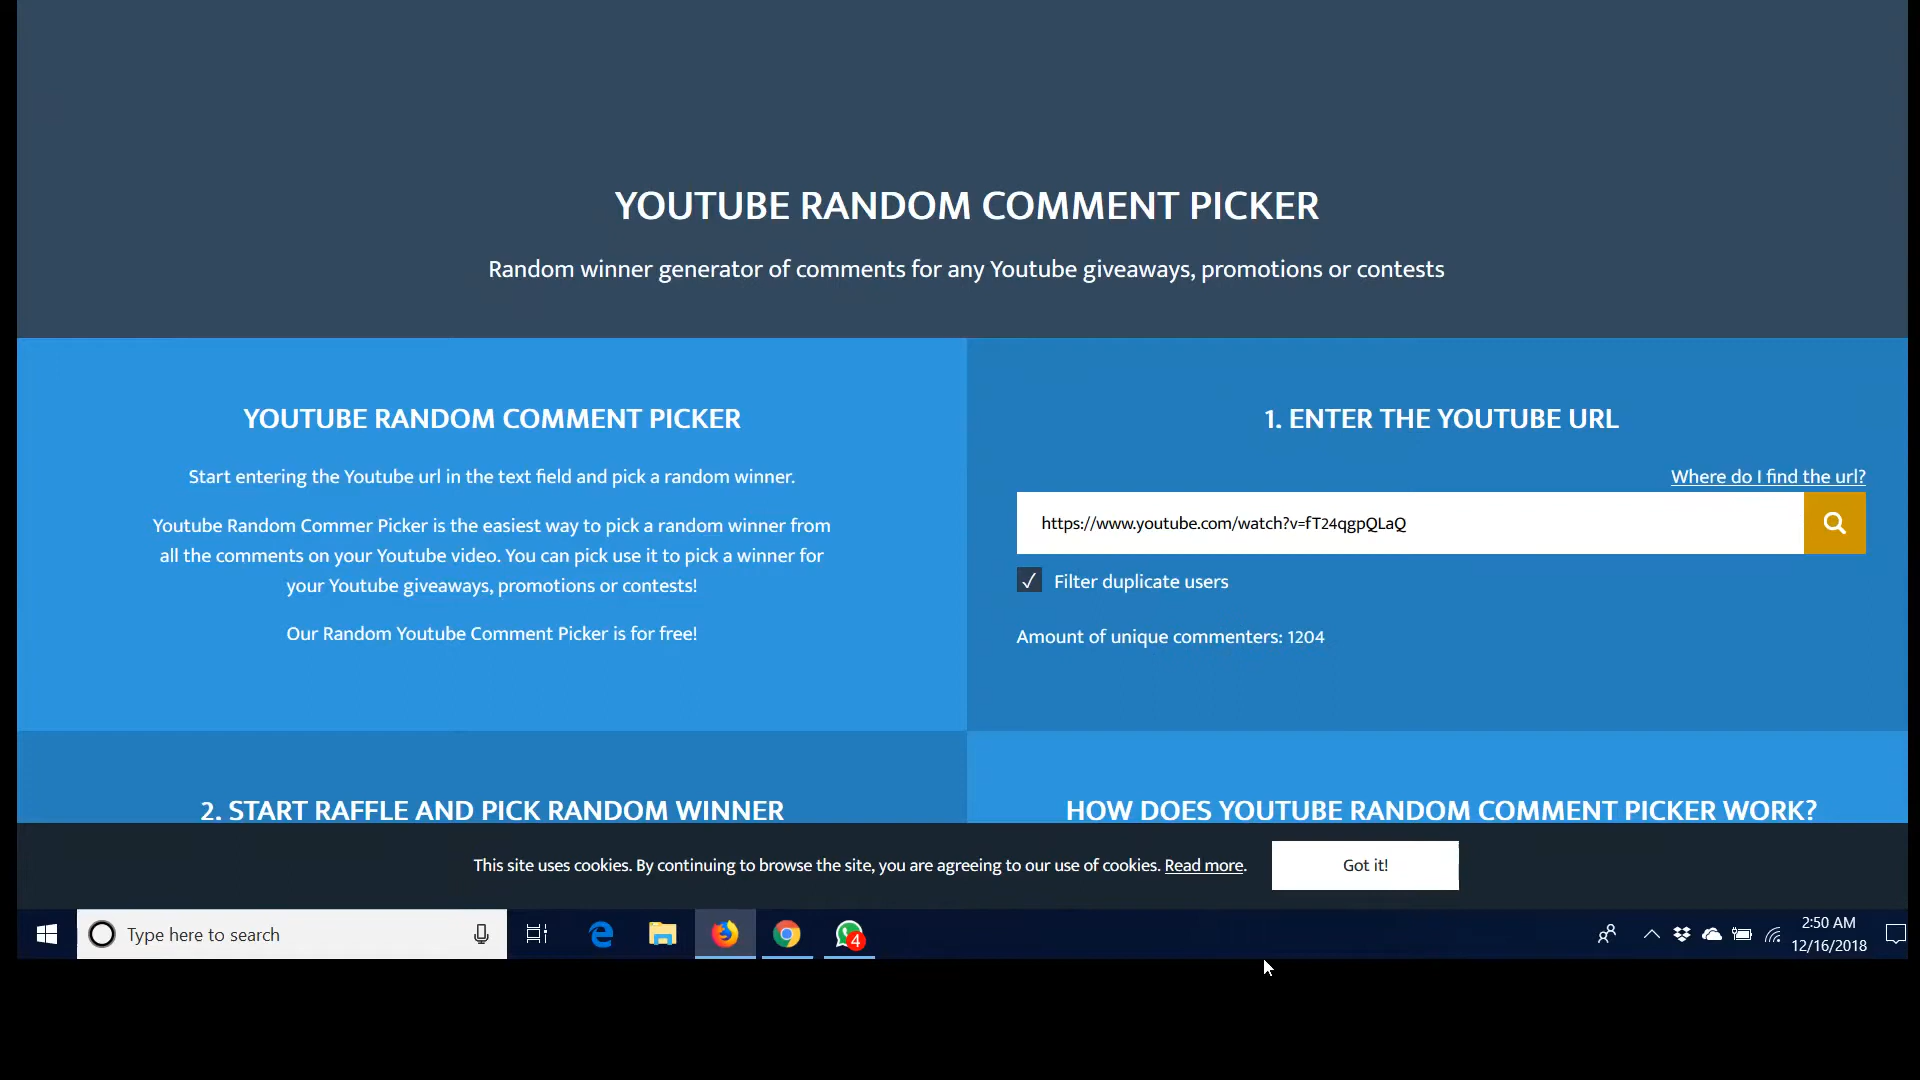 YOUTUBE RANDOM COMMENT PICKER
Random winner generator of comments for any Youtube giveaways, promotions or contests
YOUTUBE RANDOM COMMENT PICKER
Start entering the Youtube url in the text field and pick a random winner.
Youtube Random Commer Picker is the easiest way to pick a random winner from
all the comments on your Youtube video. You can pick use it to pick a winner for
your Youtube giveaways, promotions or contests!
Our Random Youtube Comment Picker is for free!
1. ENTER THE YOUTUBE URL
Where do I find the url?
https://www.youtube.com/watch?v=fT24qgpQLaQ
Filter duplicate users
Amount of unique commenters: 1204
2. START RAFFLE AND PICK RANDOM WINNER
HOW DOES YOUTUBE RANDOM COMMENT PICKER WORK?
This site uses cookies. By continuing to browse the site, you are agreeing to our use of cookies. Read more.
Got it!
Type here to search
4
2:50 AM
12/16/2018